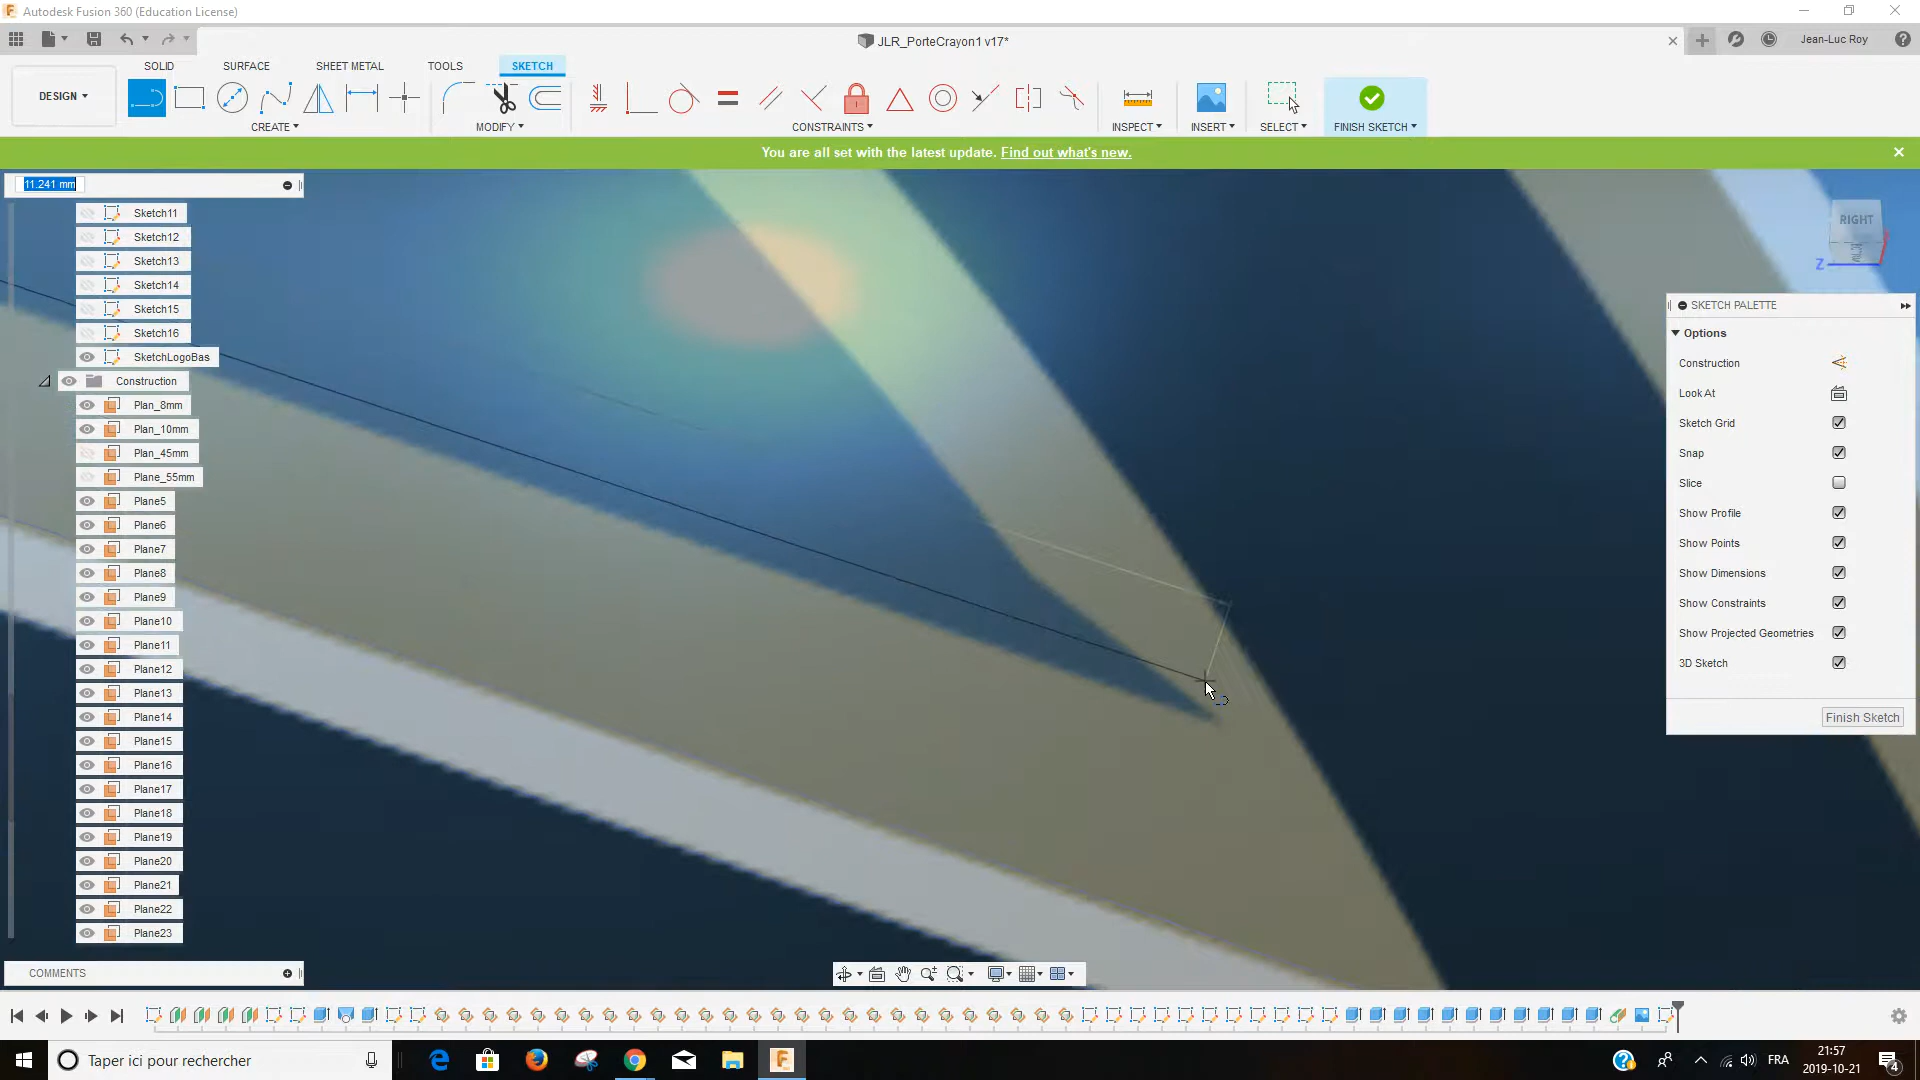 Autodesk Fusion 360 (Education License)
JLR_PorteCrayon1 v17*
Jean-Luc Roy
SOLID SURFACE SHEET METAL TOOLS SKETCH
DESIGN
CREATE MODIFY CONSTRAINTS INSPECT INSERT SELECT FINISH SKETCH
You are all set with the latest update. Find out what's new.
11.241 mm
Sketch11
Sketch12
Sketch13
Sketch14
Sketch15
Sketch16
SketchLogoBas
Construction
Plan_8mm
Plan_10mm
Plan_45mm
Plane_55mm
Plane5
Plane6
Plane7
Plane8
Plane9
Plane10
Plane11
Plane12
Plane13
Plane14
Plane15
Plane16
Plane17
Plane18
Plane19
Plane20
Plane21
Plane22
Plane23
COMMENTS
RIGHT
Z
SKETCH PALETTE
Options
Construction
Look At
Sketch Grid
Snap
Slice
Show Profile
Show Points
Show Dimensions
Show Constraints
Show Projected Geometries
3D Sketch
Finish Sketch
Taper ici pour rechercher
FRA
21:57
2019-10-21
4